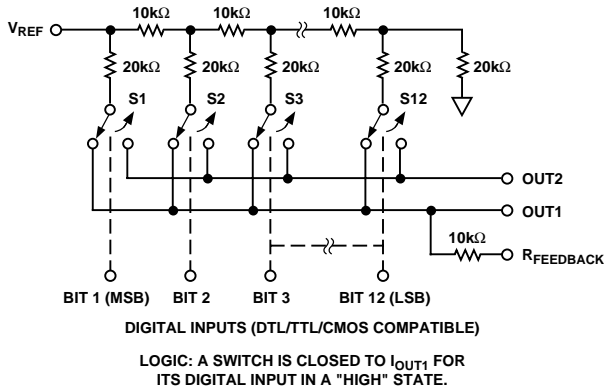 10kΩ 10kΩ 10kΩ
VREF
20kΩ 20kΩ 20kΩ 20kΩ 20kΩ
S1 S2 S3 S12
OUT2
OUT1
10kΩ
RFEEDBACK
BIT 1 (MSB) BIT 2 BIT 3 BIT 12 (LSB)
DIGITAL INPUTS (DTL/TTL/CMOS COMPATIBLE)
LOGIC: A SWITCH IS CLOSED TO IOUT1 FOR
ITS DIGITAL INPUT IN A "HIGH" STATE.